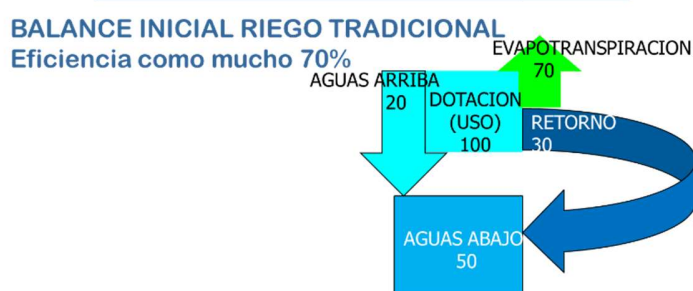 BALANCE INICIAL RIEGO TRADICIONAL
Eficiencia como mucho 70%
EVAPOTRANSPIRACION
70
AGUAS ARRIBA
20
DOTACION
(USO)
100
RETORNO
30
AGUAS ABAJO
50